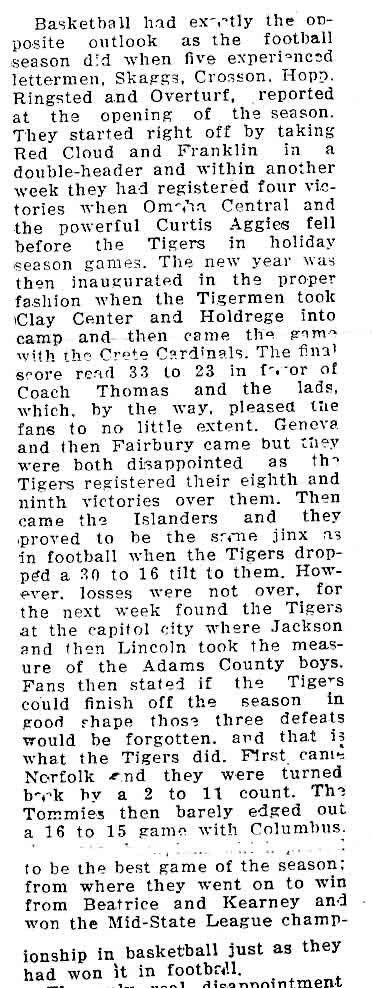 Basketball had exactly the op-
posite outlook as the football
season did when five experienced
lettermen, Skaggs, Crosson, Hopp,
Ringsted and Overturf, reported
at the opening of the season.
They started right off by taking
Red Cloud and Franklin in a
double-header and within another
week they had registered four vic-
tories when Omaha Central and
the powerful Curtis Aggies fell
before the Tigers in holiday
season games. The new year was
then inaugurated in the proper
fashion when the Tigermen took
Clay Center and Holdrege into
camp and then came the game
with the Crete Cardinals. The final
score read 33 to 23 in favor of
Coach Thomas and the lads,
which, by the way, pleased the
fans to no little extent. Geneva
and then Fairbury came but they
were both disappointed as the
Tigers registered their eighth and
ninth victories over them. Then
came the Islanders and they
proved to be the same jinx as
in football when the Tigers drop-
ped a 30 to 16 tilt to them. How-
ever, losses were not over, for
the next week found the Tigers
at the capitol city where Jackson
and then Lincoln took the meas-
ure of the Adams County boys.
Fans then stated if the Tigers
could finish off the season in
good shape those three defeats
would be forgotten, and that is
what the Tigers did. First came
Norfolk and they were turned
back by a 2 to 11 count. The
Tommies then barely edged out
a 16 to 15 game with Columbus.
to be the best game of the season;
from where they went on to win
from Beatrice and Kearney and
won the Mid-State League champ-
ionship in basketball just as they
had won it in football.
real disappointment